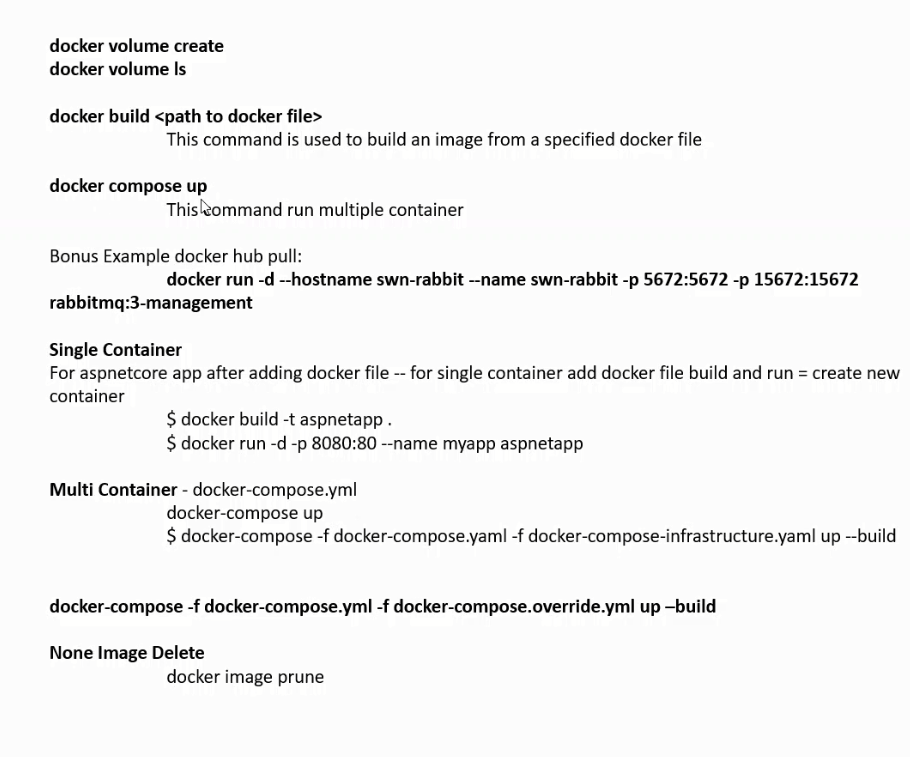 docker volume create
docker volume ls
docker build <path to docker file>
This command is used to build an image from a specified docker file
docker compose up
This command run multiple container
Bonus Example docker hub pull:
docker run -d --hostname swn-rabbit --name swn-rabbit -p 5672:5672 -p 15672:15672
rabbitmq:3-management
Single Container
For aspnetcore app after adding docker file -- for single container add docker file build and run = create new
container
$ docker build -t aspnetapp .
$ docker run -d -p 8080:80 --name myapp aspnetapp
Multi Container - docker-compose.yml
docker-compose up
$ docker-compose -f docker-compose.yaml -f docker-compose-infrastructure.yaml up --build
docker-compose -f docker-compose.yml -f docker-compose.override.yml up –build
None Image Delete
docker image prune